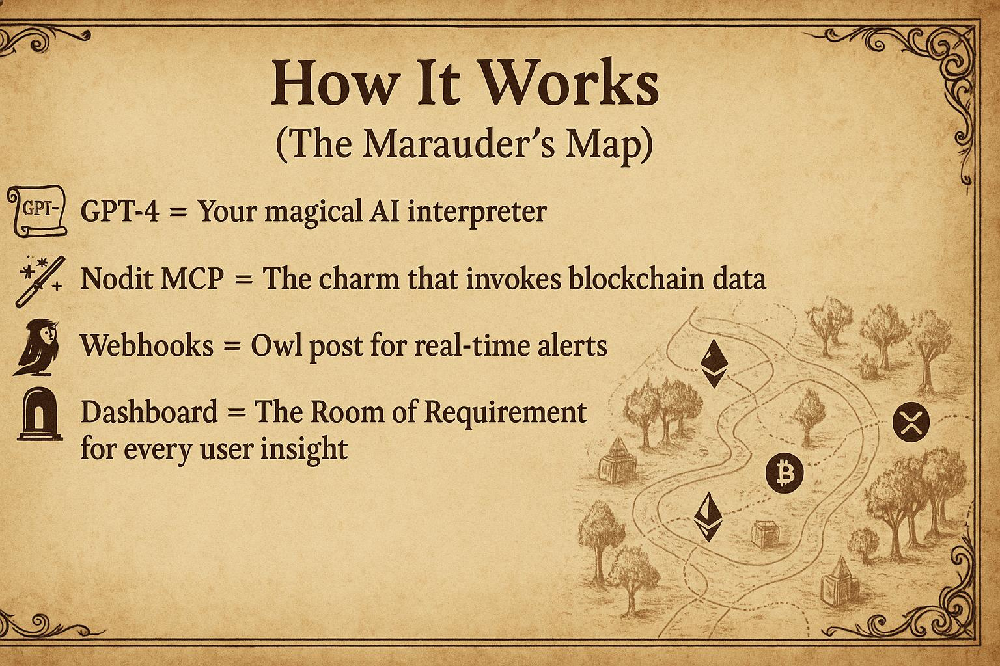 How It Works
(The Marauder's Map)
GPT-
GPT-4 = Your magical AI interpreter
Nodit MCP = The charm that invokes blockchain data
Webhooks = Owl post for real-time alerts
Dashboard = The Room of Requirement
for every user insight